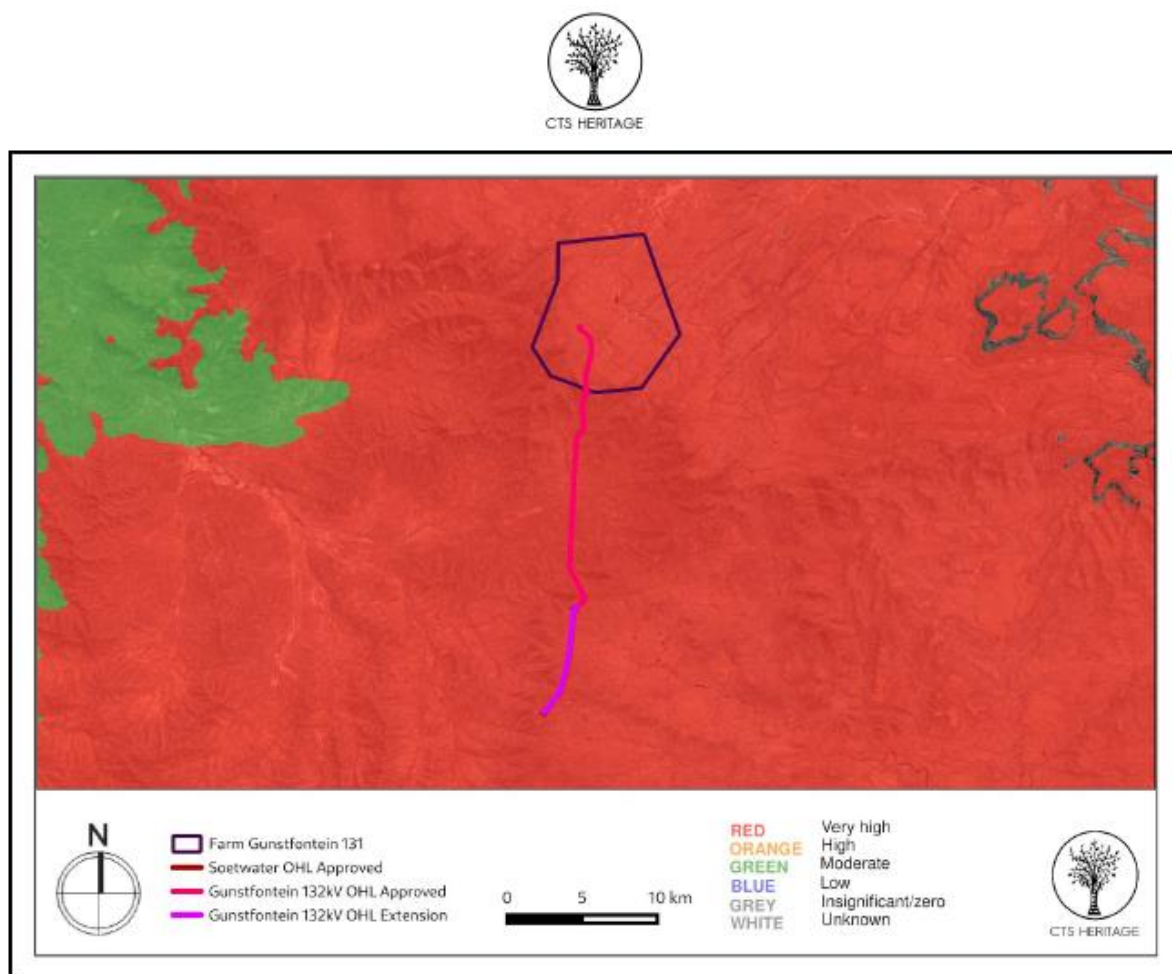 CTS HERITAGE
N
Farm Gunstfontein 131
Soetwater OHL Approved
Gunstfontein 132kV OHL Approved
Gunstfontein 132kV OHL Extension
0 5 10 km
RED Very high
ORANGE High
GREEN Moderate
BLUE Low
GREY Insignificant/zero
WHITE Unknown
CTS HERITAGE